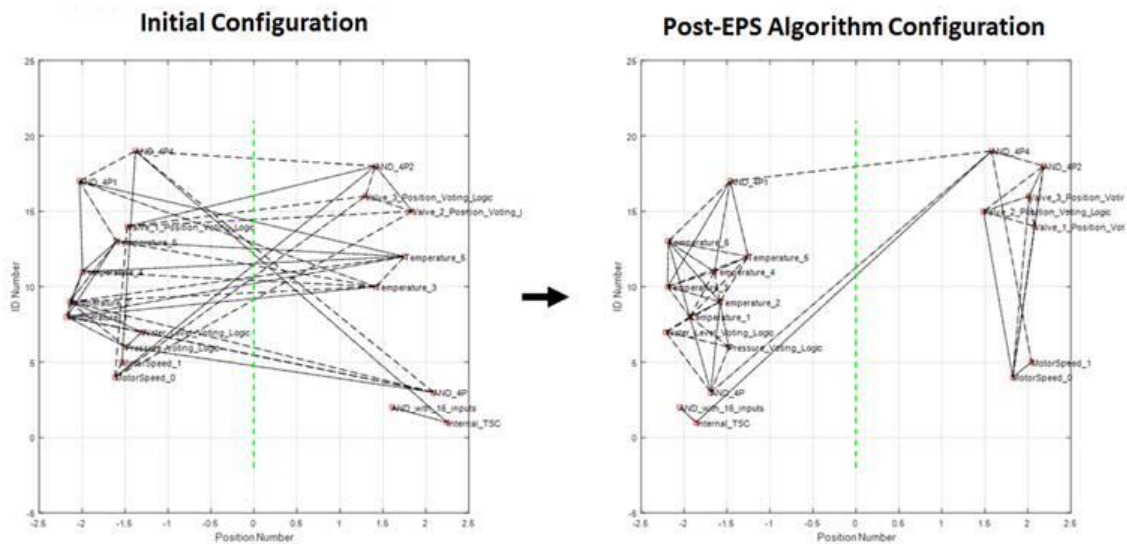 Initial Configuration
Post-EPS Algorithm Configuration
25
20
15
10
5
0
-5
ID Number
-2.5 -2 -1.5 -1 -0.5 0 0.5 1 1.5 2 2.5
Position Number
AND_4P4
AND_4P2
AND_4P1
Valve_3_Position_Voting_Logic
Valve_2_Position_Voting_l
Valve_1_Position_Voting_Logic
Temperature_5
Temperature_4
Temperature_3
Water_Level_Voting_Logic
Pressure_Voting_Logic
MotorSpeed_1
MotorSpeed_0
AND_4P
AND_with_16_inputs
Internal_TSC
25
20
15
10
5
0
-5
ID Number
-2.5 -2 -1.5 -1 -0.5 0 0.5 1 1.5 2 2.5
Position Number
AND_4P4
AND_4P2
AND_4P1
Valve_3_Position_Votir
Valve_2_Position_Voting_Logic
Valve_1_Position_Vot
Temperature_6
Temperature_5
Temperature_4
Temperature_3
Temperature_2
Temperature_1
Water_Level_Voting_Logic
Pressure_Voting_Logic
MotorSpeed_1
MotorSpeed_0
AND_4P
AND_with_16_inputs
Internal_TSC